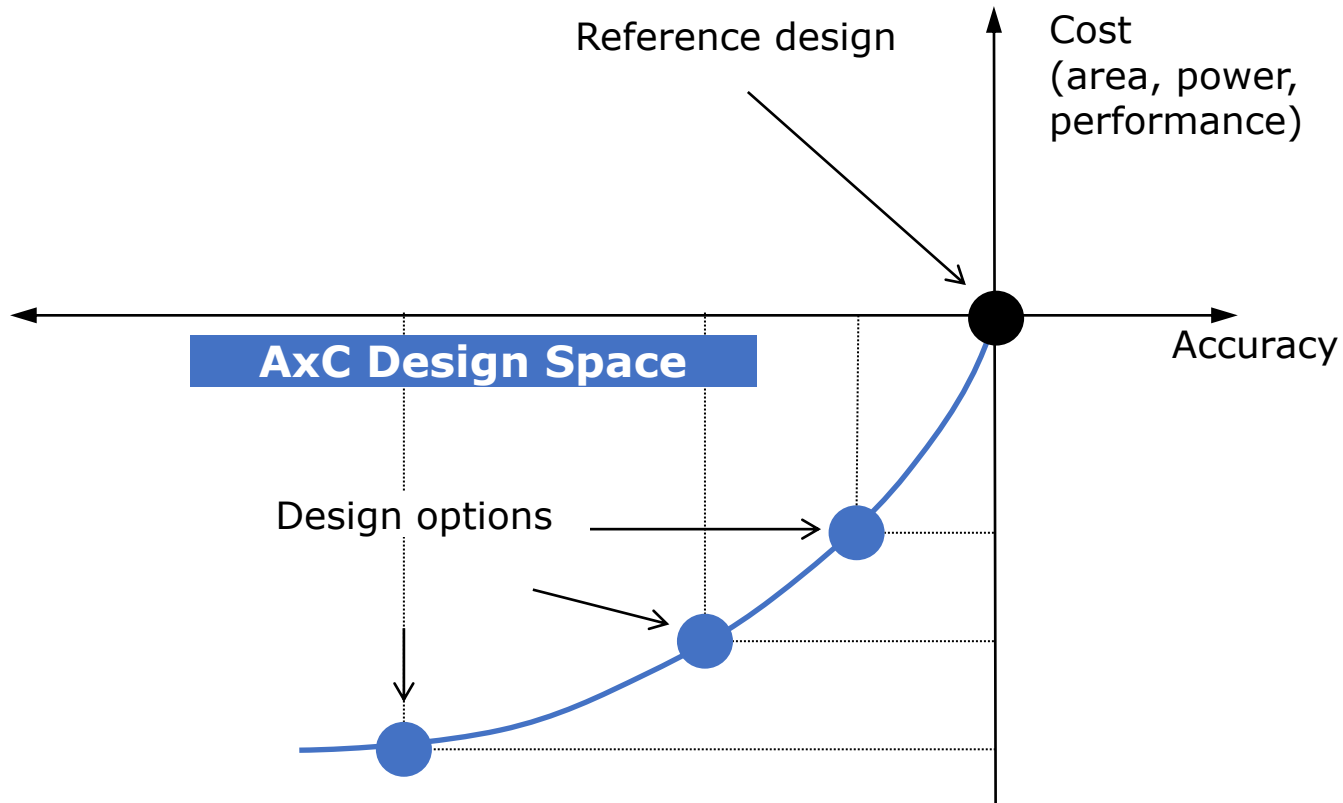 Reference design
Cost
(area, power,
performance)
Accuracy
AxC Design Space
Design options